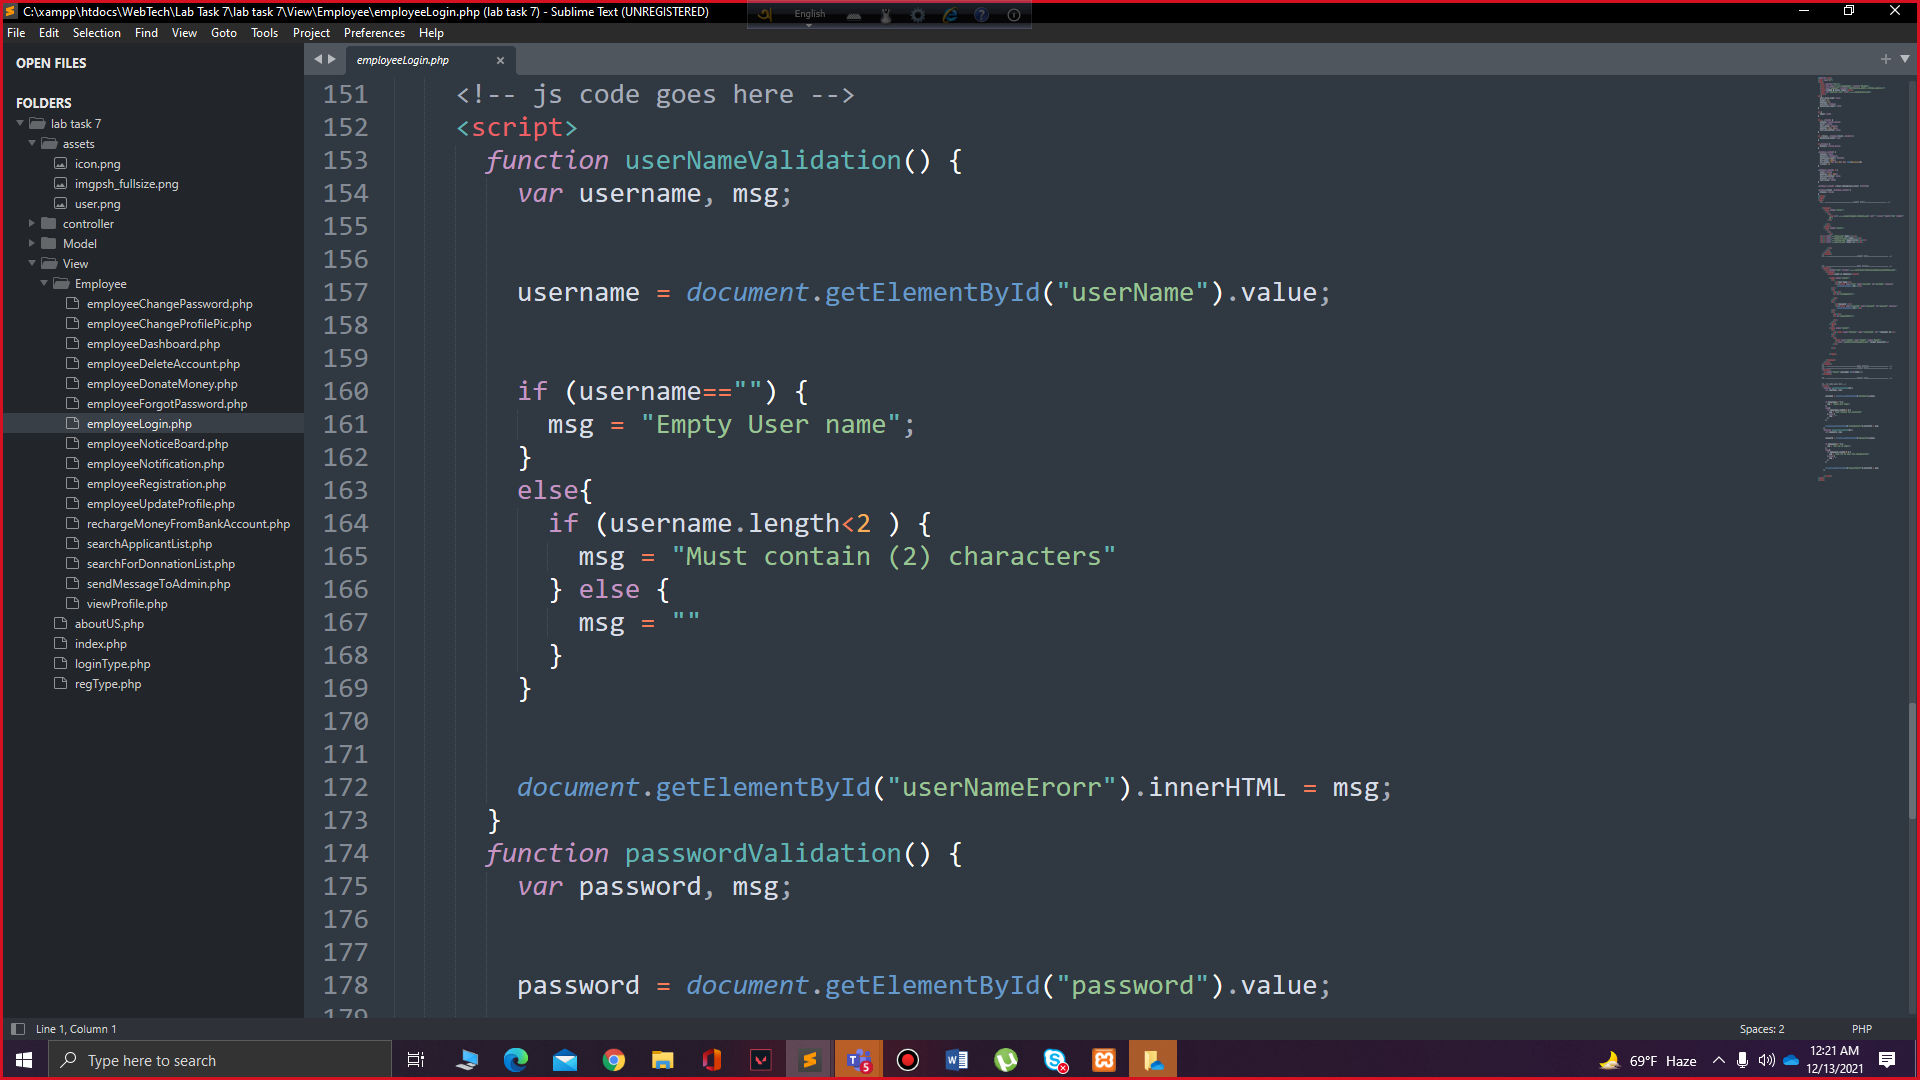 C:\xampp\htdocs\WebTech\Lab Task 7\lab task 7\View\Employee\employeeLogin.php (lab task 7) - Sublime Text (UNREGISTERED)
English
File Edit Selection Find View Goto Tools Project Preferences Help
OPEN FILES
FOLDERS
lab task 7
assets
icon.png
imgpsh_fullsize.png
user.png
controller
Model
View
Employee
employeeChangePassword.php
employeeChangeProfilePic.php
employeeDashboard.php
employeeDeleteAccount.php
employeeDonateMoney.php
employeeForgotPassword.php
employeeLogin.php
employeeNoticeBoard.php
employeeNotification.php
employeeRegistration.php
employeeUpdateProfile.php
rechargeMoneyFromBankAccount.php
searchApplicantList.php
searchForDonnationList.php
sendMessageToAdmin.php
viewProfile.php
aboutUS.php
index.php
loginType.php
regType.php
employeeLogin.php
151 <!-- js code goes here -->
152 <script>
153 function userNameValidation() {
154 var username, msg;
155
156
157 username = document.getElementById("userName").value;
158
159
160 if (username=="") {
161 msg = "Empty User name";
162 }
163 else{
164 if (username.length<2 ) {
165 msg = "Must contain (2) characters"
166 } else {
167 msg = ""
168 }
169 }
170
171
172 document.getElementById("userNameErorr").innerHTML = msg;
173 }
174 function passwordValidation() {
175 var password, msg;
176
177
178 password = document.getElementById("password").value;
179
Line 1, Column 1
Spaces: 2
PHP
Type here to search
5
69°F Haze
12:21 AM
12/13/2021